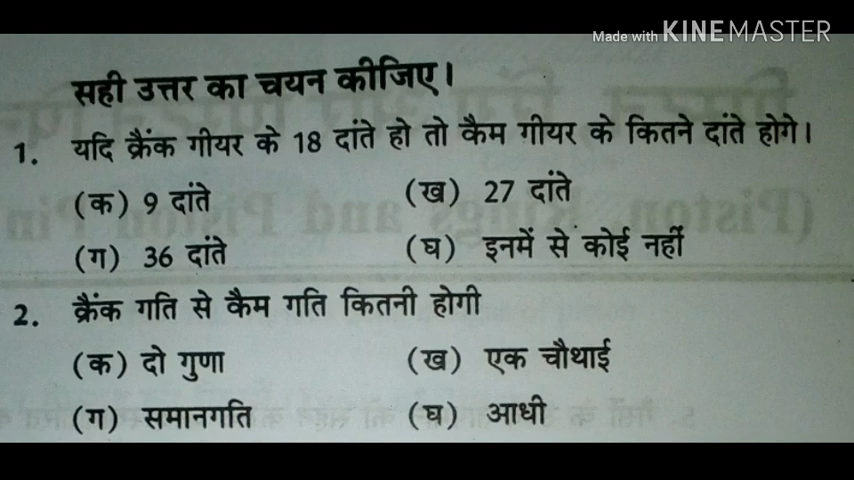 Made with KINEMASTER
सही उत्तर का चयन कीजिए।
1. यदि क्रैंक गीयर के 18 दांते हो तो कैम गीयर के कितने दांते होगे।
(क) 9 दांते (ख) 27 दांते
(ग) 36 दांते (घ) इनमें से कोई नहीं
2. क्रैंक गति से कैम गति कितनी होगी
(क) दो गुणा (ख) एक चौथाई
(ग) समानगति (घ) आधी